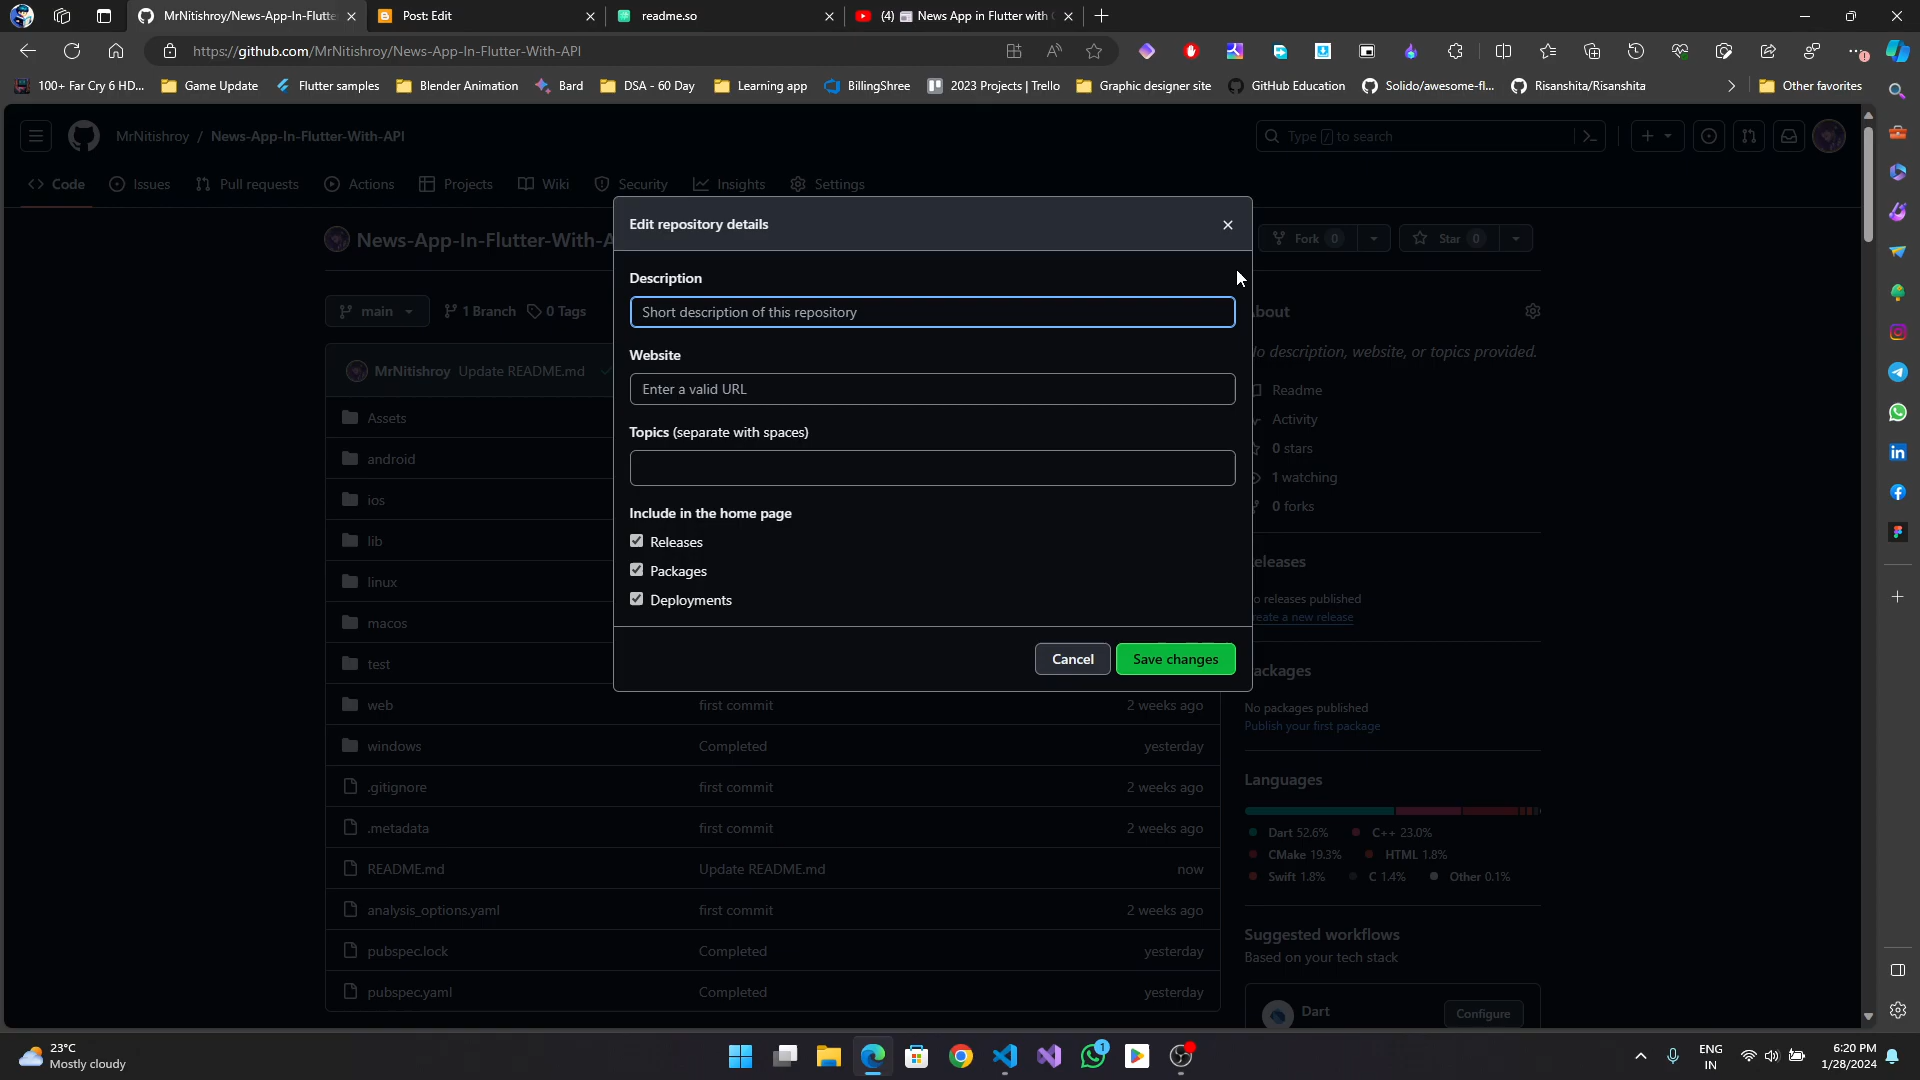 MrNitishroy/News-App-In-Flutte
Post: Edit
readme.so
(4) News App in Flutter with
https://github.com/MrNitishroy/News-App-In-Flutter-With-API
100+ Far Cry 6 HD...
Game Update
Flutter samples
Blender Animation
Bard
DSA - 60 Day
Learning app
BillingShree
2023 Projects | Trello
Graphic designer site
GitHub Education
Solido/awesome-fl...
Risanshita/Risanshita
Other favorites
MrNitishroy / News-App-In-Flutter-With-API
Type / to search
Code
Issues
Pull requests
Actions
Projects
Wiki
Security
Insights
Settings
News-App-In-Flutter-With-A
Fork 0
Star 0
Edit repository details
Description
Short description of this repository
Website
Enter a valid URL
Topics (separate with spaces)
Include in the home page
Releases
Packages
Deployments
Cancel
Save changes
main
1 Branch
0 Tags
MrNitishroy Update README.md
Assets
android
ios
lib
linux
macos
test
web first commit 2 weeks ago
windows Completed yesterday
.gitignore first commit 2 weeks ago
.metadata first commit 2 weeks ago
README.md Update README.md now
analysis_options.yaml first commit 2 weeks ago
pubspec.lock Completed yesterday
pubspec.yaml Completed yesterday
bout
o description, website, or topics provided.
Readme
Activity
0 stars
1 watching
0 forks
eleases
o releases published
reate a new release
ackages
No packages published
Publish your first package
Languages
Dart 52.6% C++ 23.0%
CMake 19.3% HTML 1.8%
Swift 1.8% C 1.4% Other 0.1%
Suggested workflows
Based on your tech stack
Dart
Configure
23°C
Mostly cloudy
1
ENG
IN
6:20 PM
1/28/2024